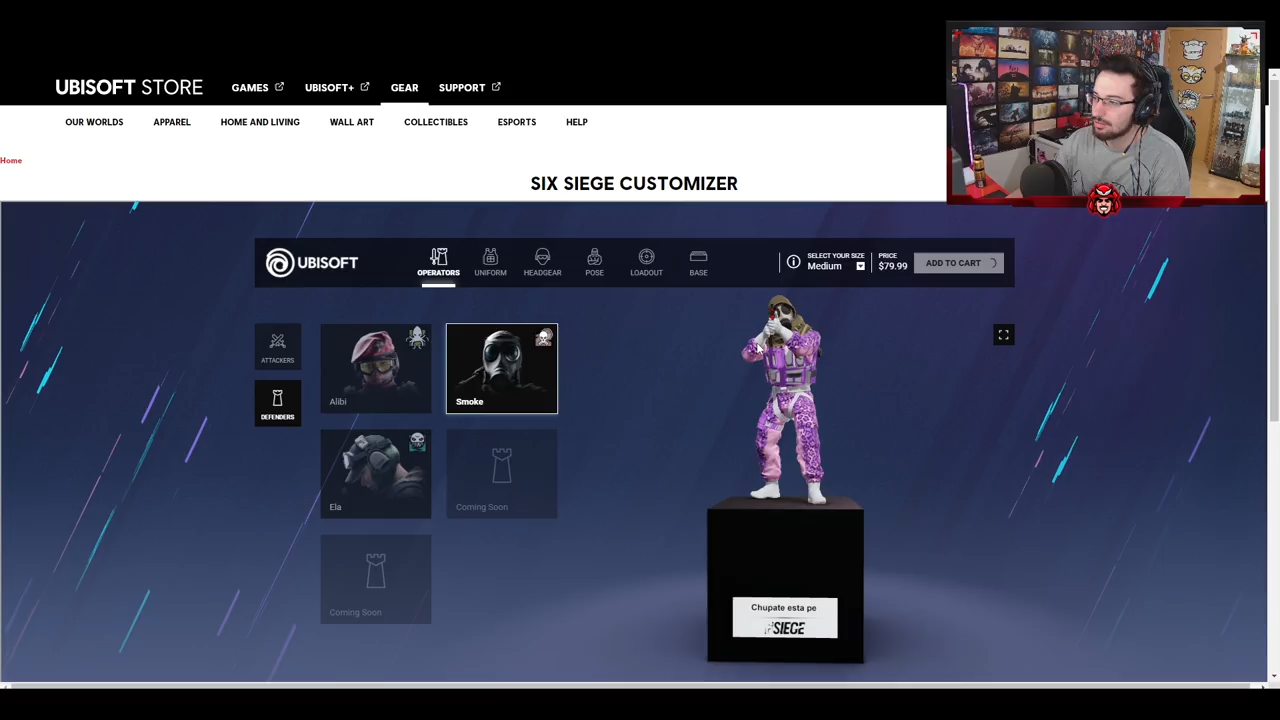 UBISOFT STORE
GAMES
UBISOFT+
GEAR
SUPPORT
OUR WORLDS
APPAREL
HOME AND LIVING
WALL ART
COLLECTIBLES
ESPORTS
HELP
Home
SIX SIEGE CUSTOMIZER
UBISOFT
OPERATORS
UNIFORM
HEADGEAR
POSE
LOADOUT
BASE
SELECT YOUR SIZE
Medium
PRICE
$79.99
ADD TO CART
ATTACKERS
DEFENDERS
Alibi
Smoke
Ela
Coming Soon
Coming Soon
Chupate esta pe
SIEGE